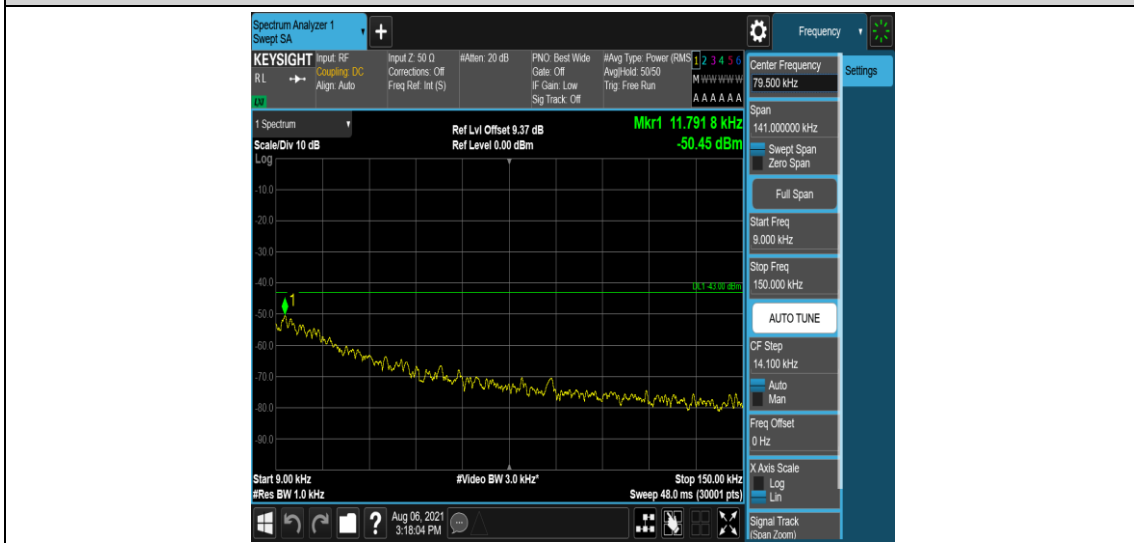 Spectrum Analyzer 1
Swept SA
+
Frequency
KEYSIGHT
RL
LXI
Input: RF
Coupling: DC
Align: Auto
Input Z: 50 Ω
Corrections: Off
Freq Ref: Int (S)
#Atten: 20 dB
PNO: Best Wide
Gate: Off
IF Gain: Low
Sig Track: Off
#Avg Type: Power (RMS
Avg|Hold: 50/50
Trig: Free Run
1 2 3 4 5 6
M W W W W W
A A A A A A
1 Spectrum
Scale/Div 10 dB
Ref Lvl Offset 9.37 dB
Ref Level 0.00 dBm
Mkr1 11.791 8 kHz
-50.45 dBm
Log
-10.0
-20.0
-30.0
-40.0
-50.0
-60.0
-70.0
-80.0
-90.0
DL1 -43.00 dBm
1
Start 9.00 kHz
#Res BW 1.0 kHz
#Video BW 3.0 kHz*
Stop 150.00 kHz
Sweep 48.0 ms (30001 pts)
?
Aug 06, 2021
3:18:04 PM
Center Frequency
79.500 kHz
Settings
Span
141.000000 kHz
Swept Span
Zero Span
Full Span
Start Freq
9.000 kHz
Stop Freq
150.000 kHz
AUTO TUNE
CF Step
14.100 kHz
Auto
Man
Freq Offset
0 Hz
X Axis Scale
Log
Lin
Signal Track
(Span Zoom)